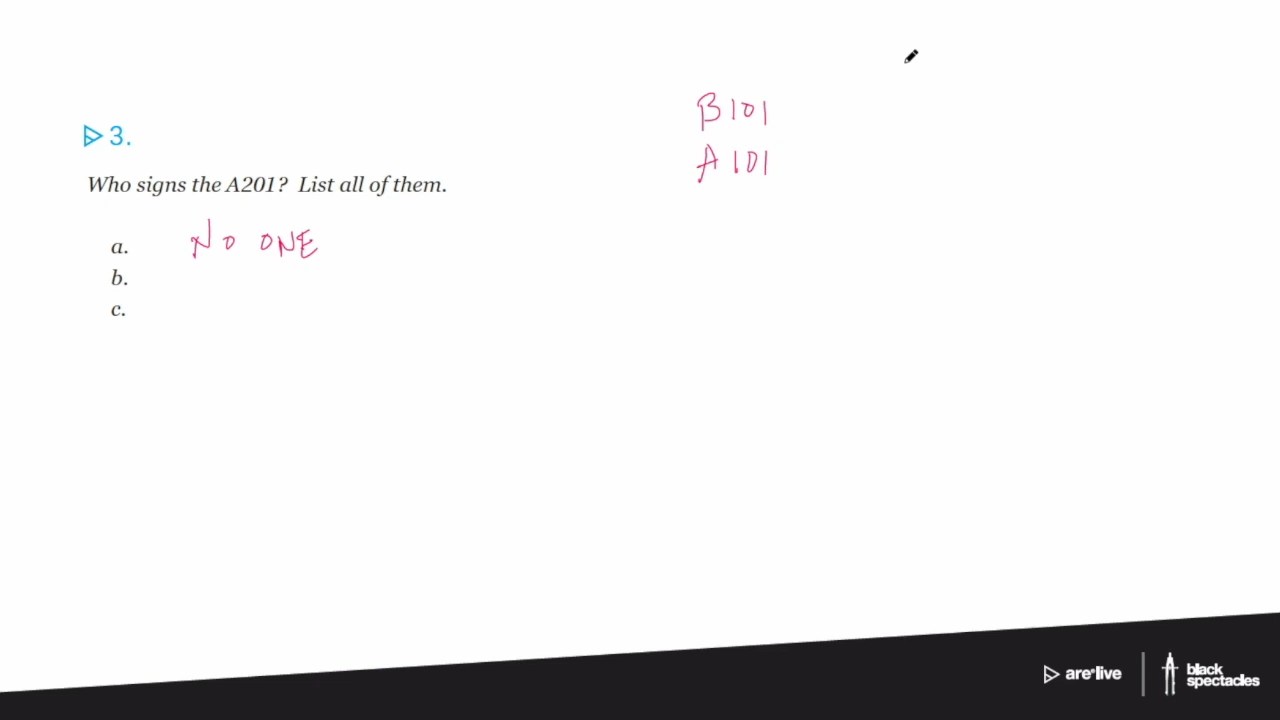 B101
A101
3.
Who signs the A201? List all of them.
a. NO ONE
b.
c.
are live
black
spectacles